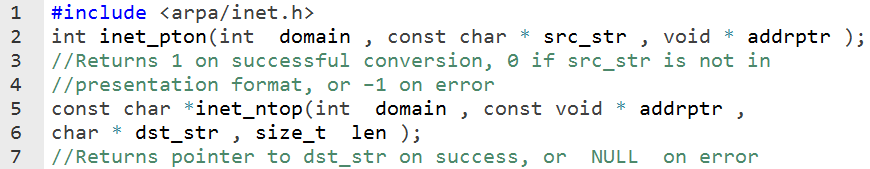 1 #include <arpa/inet.h>
2 int inet_pton(int  domain , const char * src_str , void * addrptr );
3 //Returns 1 on successful conversion, 0 if src_str is not in
4 //presentation format, or –1 on error
5 const char *inet_ntop(int  domain , const void * addrptr ,
6 char * dst_str , size_t  len );
7 //Returns pointer to dst_str on success, or  NULL  on error